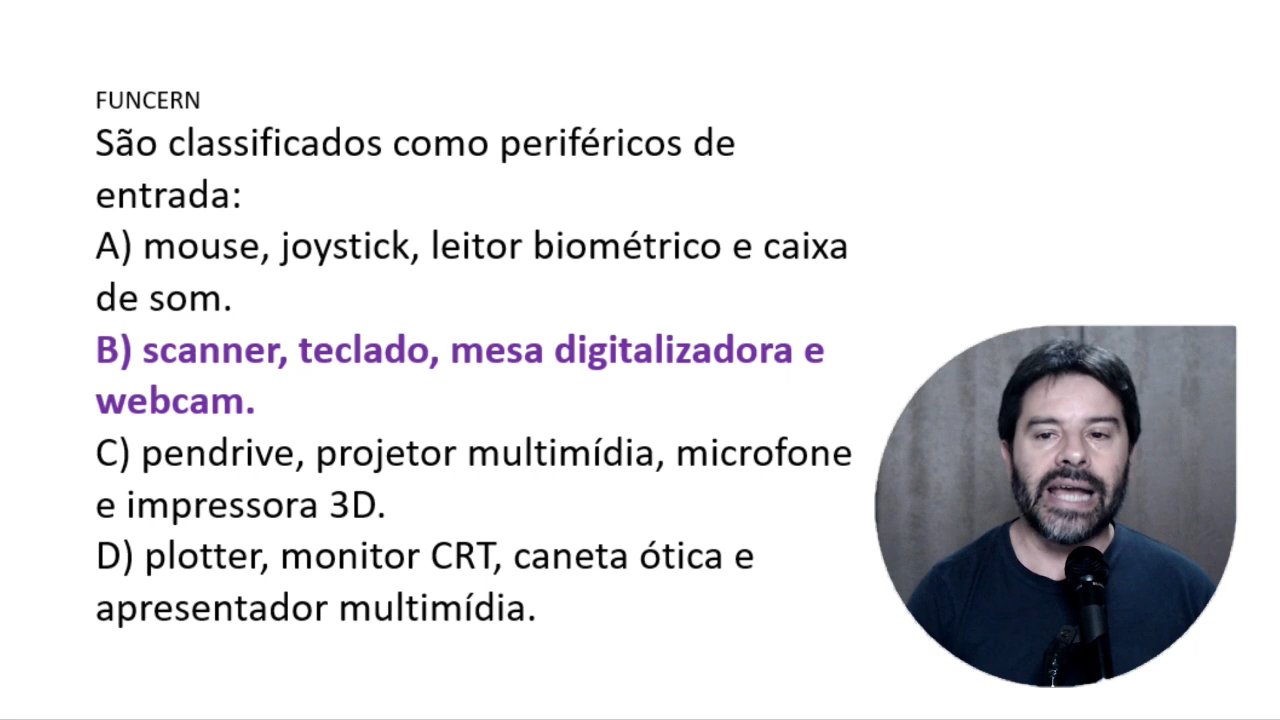 FUNCERN
São classificados como periféricos de
entrada:
A) mouse, joystick, leitor biométrico e caixa
de som.
B) scanner, teclado, mesa digitalizadora e
webcam.
C) pendrive, projetor multimídia, microfone
e impressora 3D.
D) plotter, monitor CRT, caneta ótica e
apresentador multimídia.